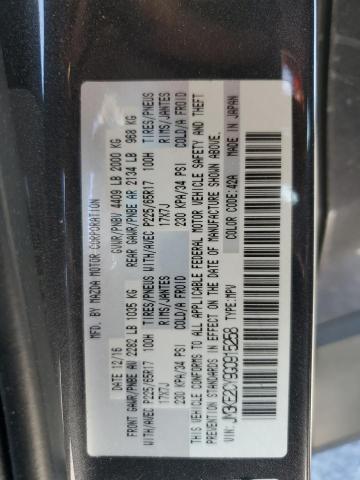 MFD. BY MAZDA MOTOR CORPORATION
DATE 12/16 GVWR/PNBV 4409 LB 2000 KG
FRONT GAWR/PNBE AV 2282 LB 1035 KG REAR GAWR/PNBE AR 2134 LB 968 KG
WITH/AVEC P225/65R17 100H TIRES/PNEUS WITH/AVEC P225/65R17 100H TIRES/PNEUS
17X7J RIMS/JANTES 17X7J RIMS/JANTES
230 KPA/34 PSI COLD/A FROID 230 KPA/34 PSI COLD/A FROID
THIS VEHICLE CONFORMS TO ALL APPLICABLE FEDERAL MOTOR VEHICLE SAFETY AND THEFT
PREVENTION STANDARDS IN EFFECT ON THE DATE OF MANUFACTURE SHOWN ABOVE.
TYPE:MPV COLOR CODE:42A MADE IN JAPAN
VIN: